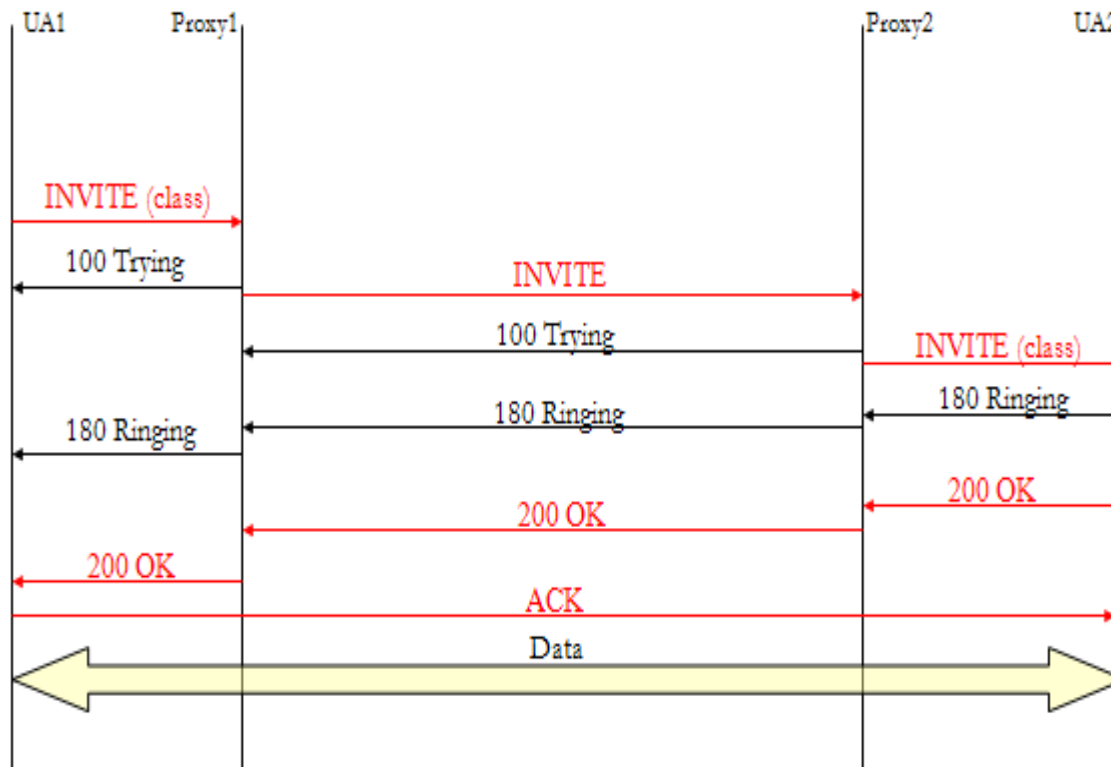 UA1 Proxy1 Proxy2 UA2
INVITE (class)
100 Trying
INVITE
100 Trying
INVITE (class)
180 Ringing
180 Ringing
180 Ringing
200 OK
200 OK
200 OK
ACK
Data